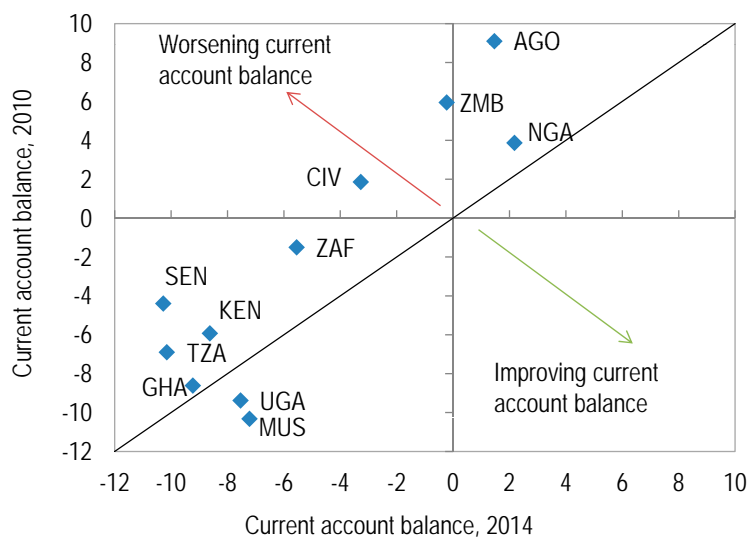 10
8
6
4
2
0
-2
-4
-6
-8
-10
-12
-12
-10
-8
-6
-4
-2
0
2
4
6
8
10
Current account balance, 2010
Current account balance, 2014
Worsening current
account balance
AGO
ZMB
NGA
CIV
ZAF
SEN
KEN
TZA
GHA
UGA
MUS
Improving current
account balance